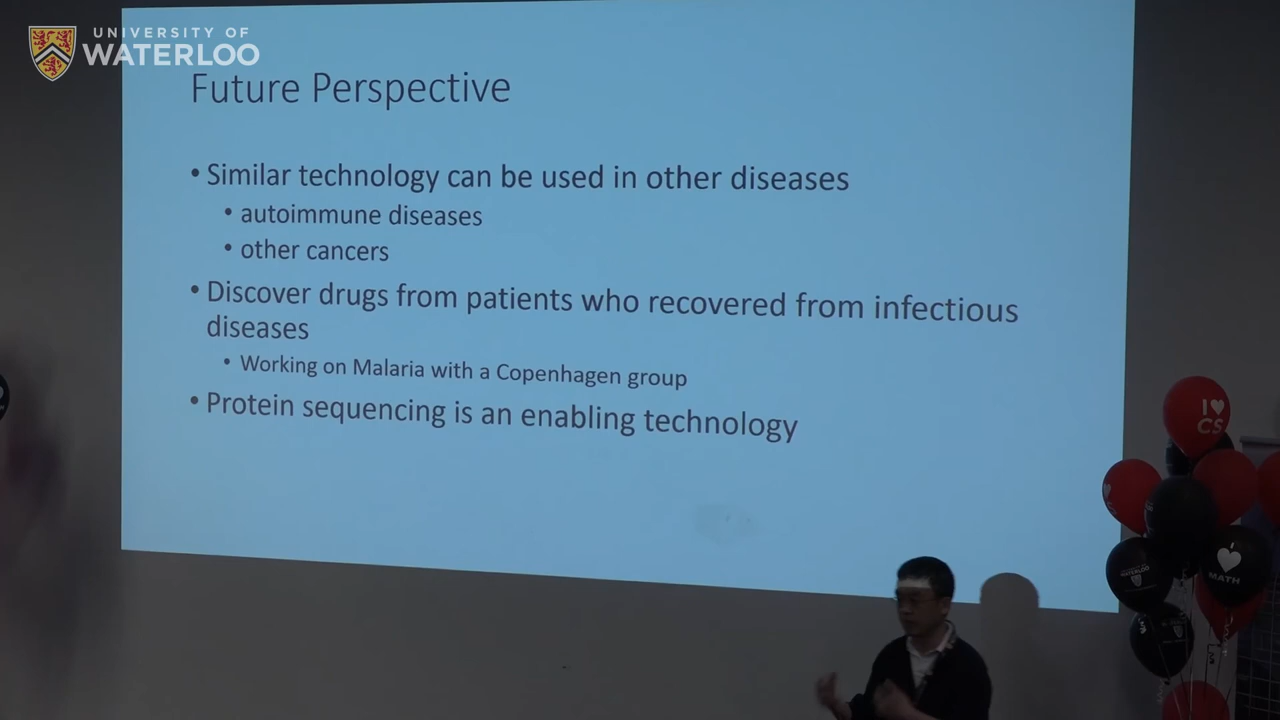 UNIVERSITY OF
WATERLOO
Future Perspective
• Similar technology can be used in other diseases
• autoimmune diseases
• other cancers
• Discover drugs from patients who recovered from infectious
diseases
• Working on Malaria with a Copenhagen group
• Protein sequencing is an enabling technology
I♥
CS
MATH